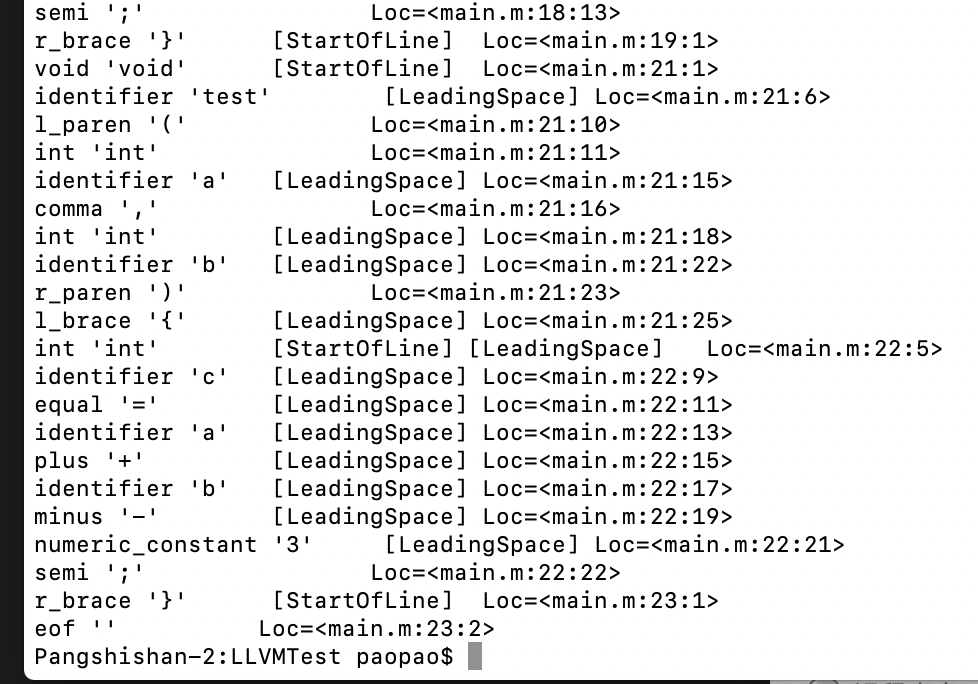 semi ';' Loc=<main.m:18:13>
r_brace '}' [StartOfLine] Loc=<main.m:19:1>
void 'void' [StartOfLine] Loc=<main.m:21:1>
identifier 'test' [LeadingSpace] Loc=<main.m:21:6>
l_paren '(' Loc=<main.m:21:10>
int 'int' Loc=<main.m:21:11>
identifier 'a' [LeadingSpace] Loc=<main.m:21:15>
comma ',' Loc=<main.m:21:16>
int 'int' [LeadingSpace] Loc=<main.m:21:18>
identifier 'b' [LeadingSpace] Loc=<main.m:21:22>
r_paren ')' Loc=<main.m:21:23>
l_brace '{' [LeadingSpace] Loc=<main.m:21:25>
int 'int' [StartOfLine] [LeadingSpace] Loc=<main.m:22:5>
identifier 'c' [LeadingSpace] Loc=<main.m:22:9>
equal '=' [LeadingSpace] Loc=<main.m:22:11>
identifier 'a' [LeadingSpace] Loc=<main.m:22:13>
plus '+' [LeadingSpace] Loc=<main.m:22:15>
identifier 'b' [LeadingSpace] Loc=<main.m:22:17>
minus '-' [LeadingSpace] Loc=<main.m:22:19>
numeric_constant '3' [LeadingSpace] Loc=<main.m:22:21>
semi ';' Loc=<main.m:22:22>
r_brace '}' [StartOfLine] Loc=<main.m:23:1>
eof '' Loc=<main.m:23:2>
Pangshishan-2:LLVMTest paopao$